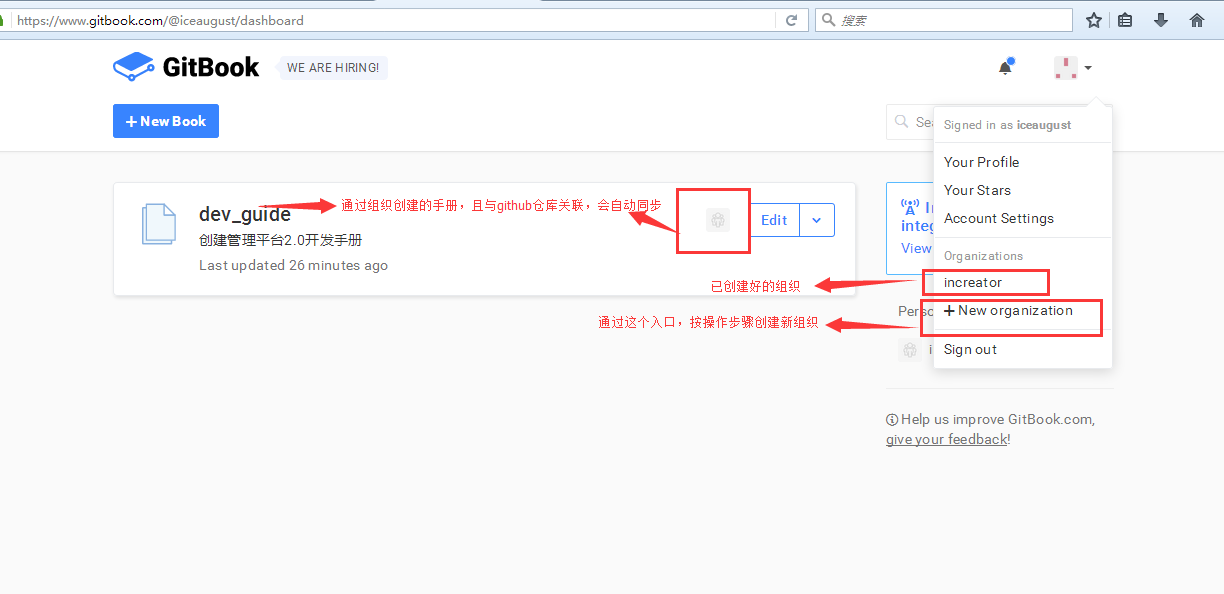 https://www.gitbook.com/@iceaugust/dashboard
搜索
GitBook
WE ARE HIRING!
+ New Book
Sea
Signed in as iceaugust
Your Profile
Your Stars
Account Settings
Organizations
increator
+ New organization
Sign out
dev_guide
通过组织创建的手册，且与github仓库关联，会自动同步
Edit
创建管理平台2.0开发手册
Last updated 26 minutes ago
integ
View
已创建好的组织
通过这个入口，按操作步骤创建新组织
Perso
Help us improve GitBook.com,
give your feedback!